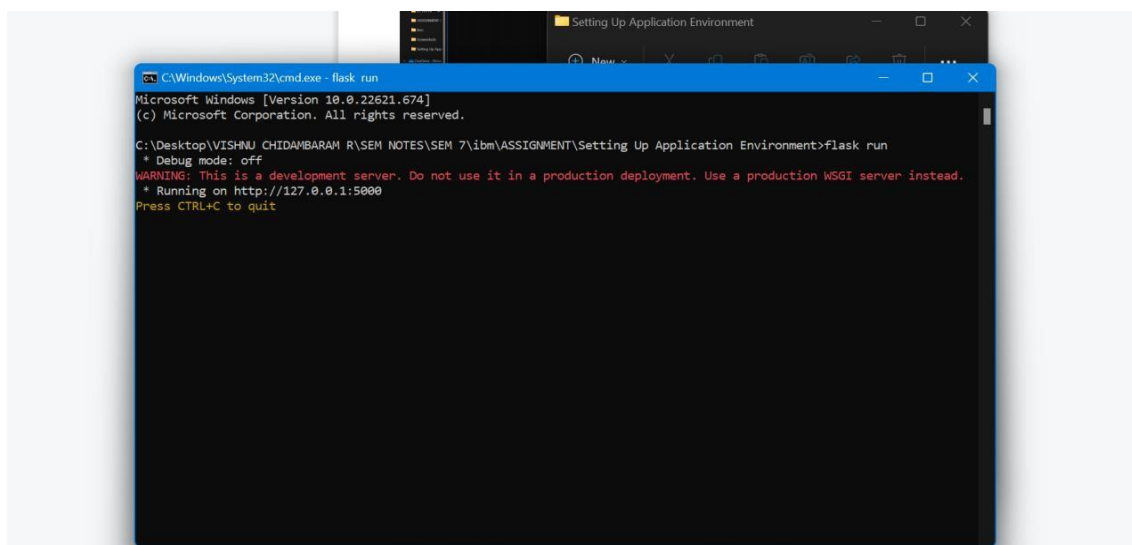 Setting Up Application Environment
New
C:\Windows\System32\cmd.exe - flask run
Microsoft Windows [Version 10.0.22621.674]
(c) Microsoft Corporation. All rights reserved.
C:\Desktop\VISHNU CHIDAMBARAM R\SEM NOTES\SEM 7\ibm\ASSIGNMENT\Setting Up Application Environment>flask run
* Debug mode: off
WARNING: This is a development server. Do not use it in a production deployment. Use a production WSGI server instead.
* Running on http://127.0.0.1:5000
Press CTRL+C to quit